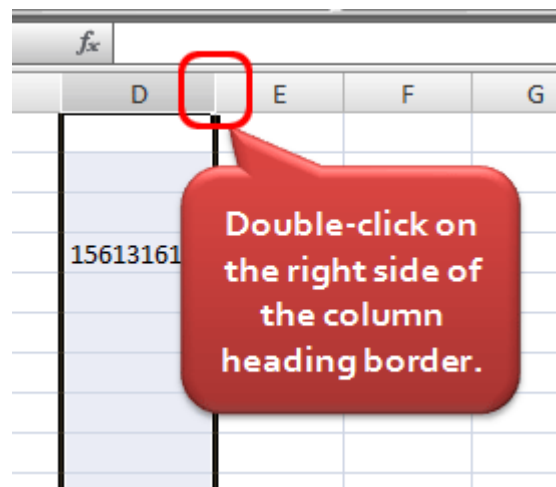 fx
D E F G
15613161
Double-click on
the right side of
the column
heading border.